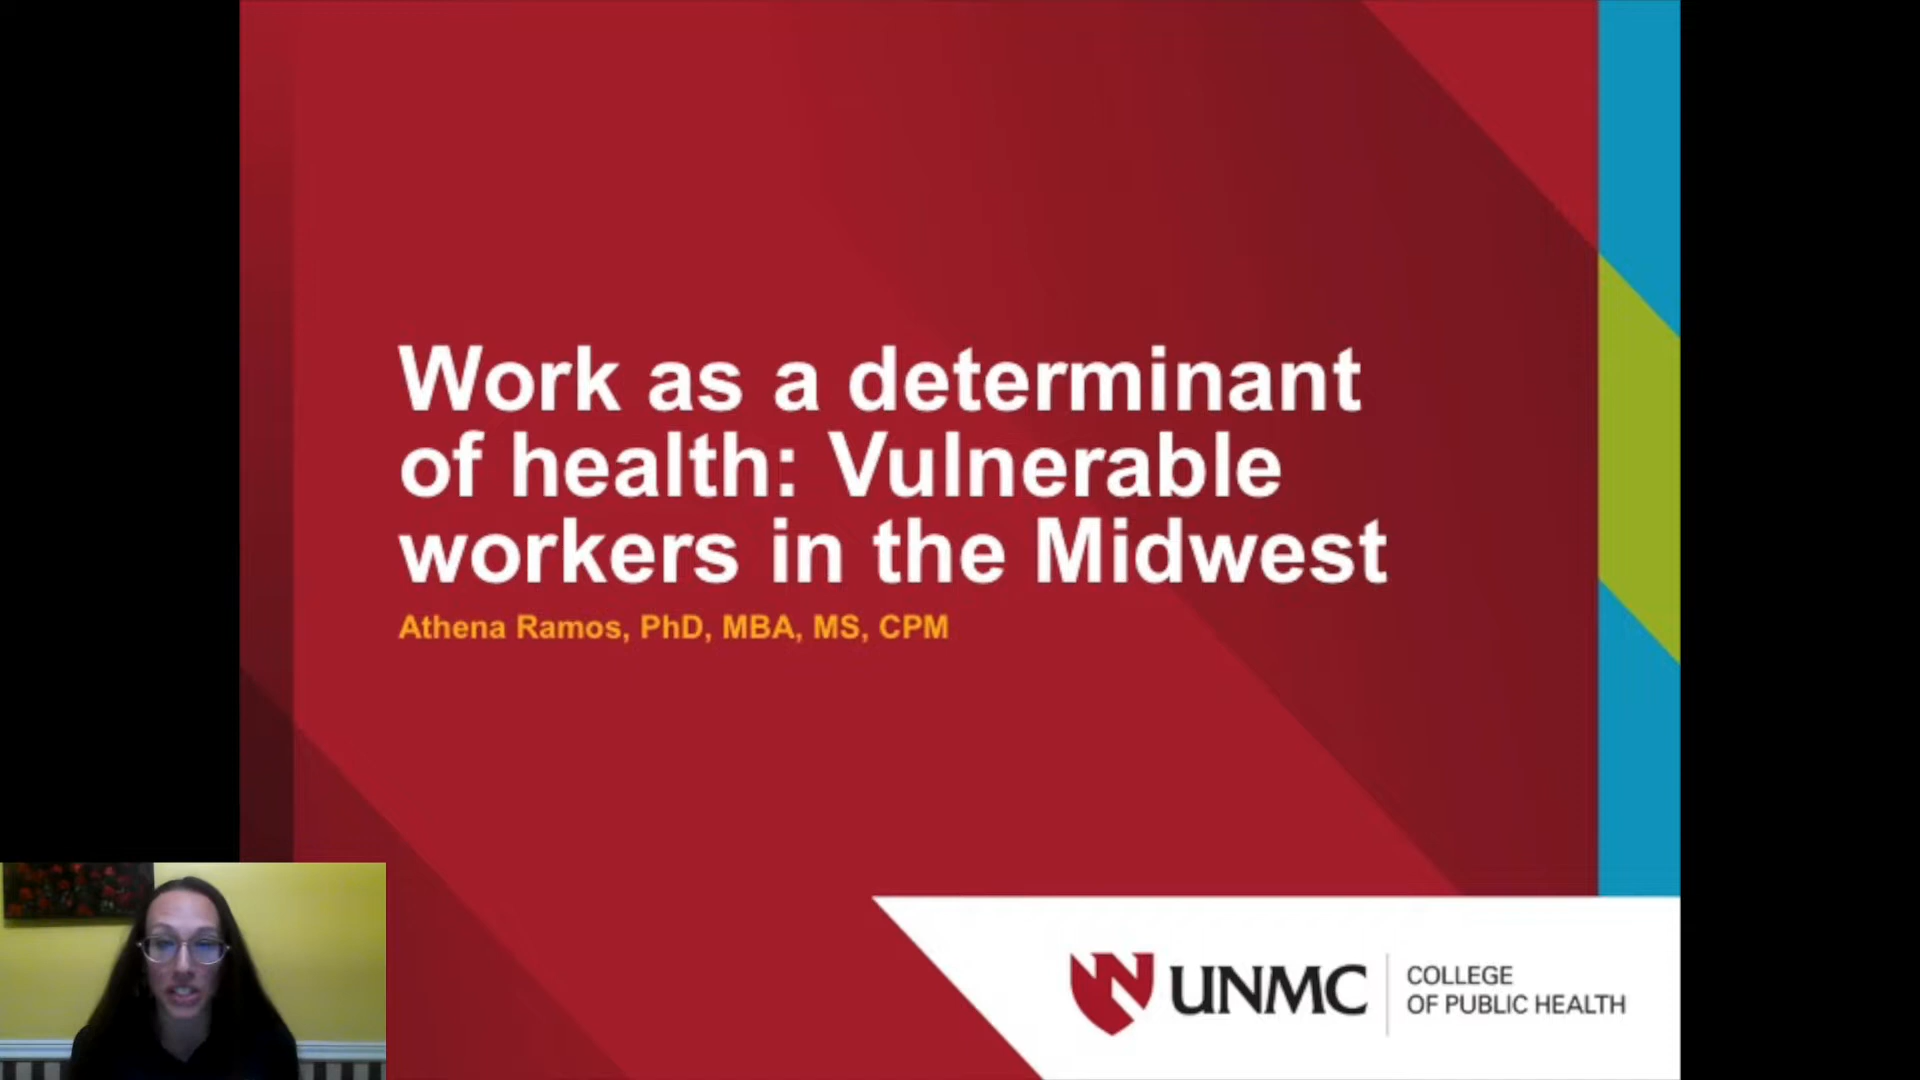 Work as a determinant
of health: Vulnerable
workers in the Midwest
Athena Ramos, PhD, MBA, MS, CPM
UNMC
COLLEGE
OF PUBLIC HEALTH